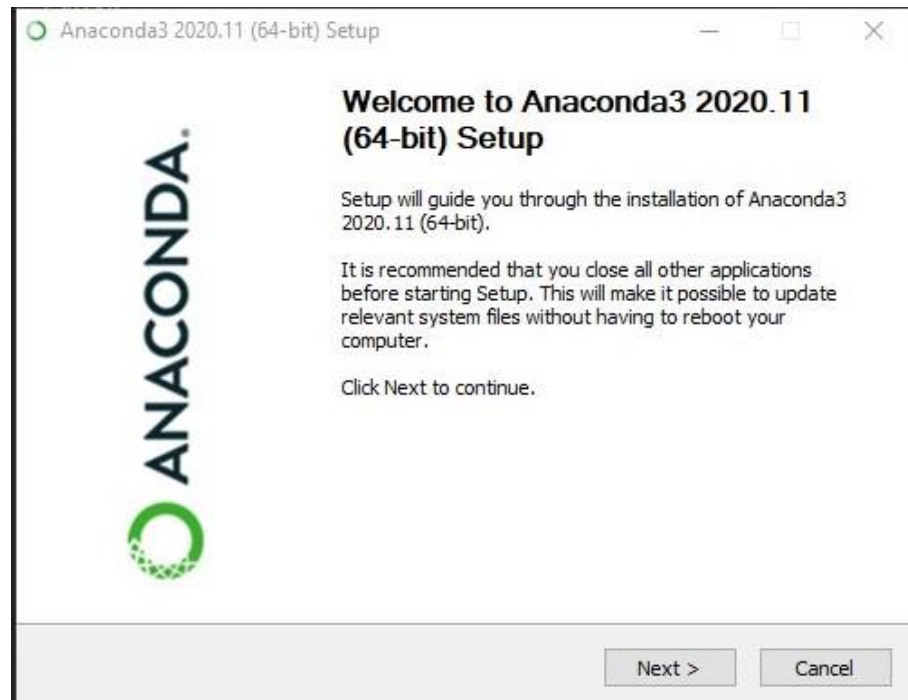 Anaconda3 2020.11 (64-bit) Setup
Welcome to Anaconda3 2020.11
(64-bit) Setup
ANACONDA.
Setup will guide you through the installation of Anaconda3
2020.11 (64-bit).
It is recommended that you close all other applications
before starting Setup. This will make it possible to update
relevant system files without having to reboot your
computer.
Click Next to continue.
Next >
Cancel